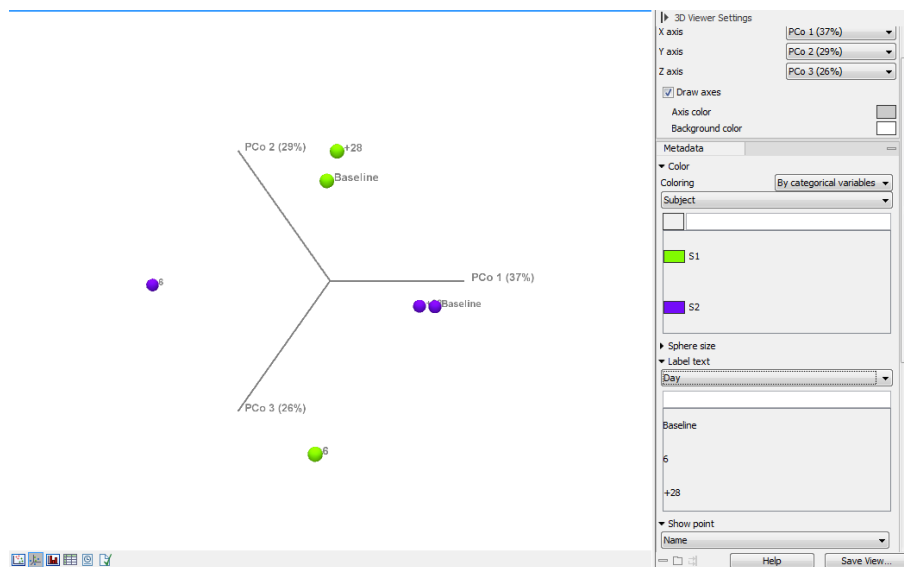 3D Viewer Settings
X axis PCo 1 (37%)
Y axis PCo 2 (29%)
Z axis PCo 3 (26%)
Draw axes
Axis color
Background color
Metadata
Color
Coloring By categorical variables
Subject
S1
S2
Sphere size
Label text
Day
Baseline
6
+28
Show point
Name
Help Save View...
PCo 2 (29%)
+28
Baseline
PCo 1 (37%)
6
Baseline
PCo 3 (26%)
6